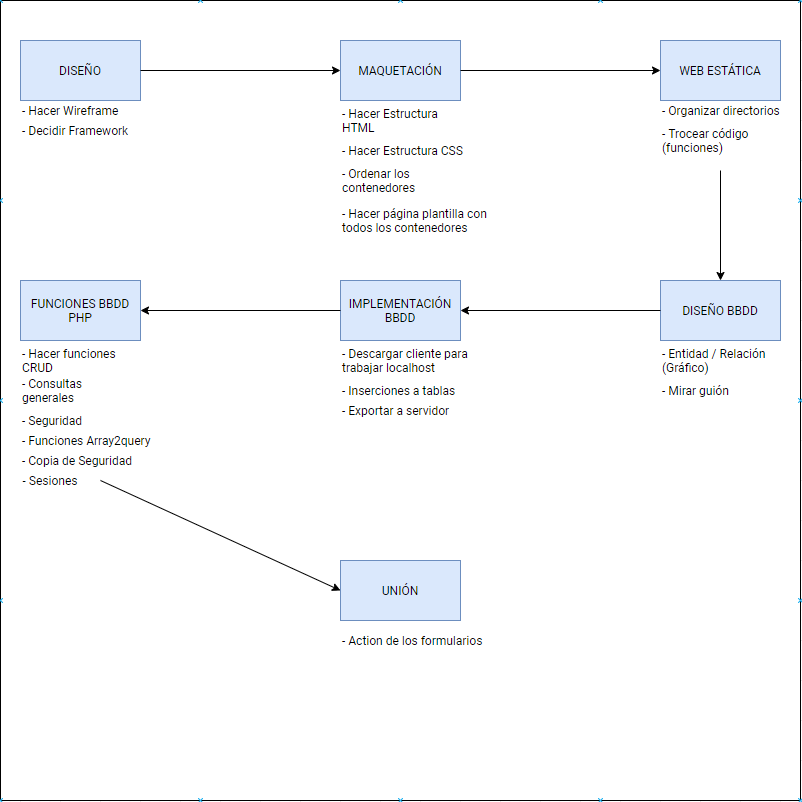 DISEÑO
- Hacer Wireframe
- Decidir Framework
MAQUETACIÓN
- Hacer Estructura
HTML
- Hacer Estructura CSS
- Ordenar los
contenedores
- Hacer página plantilla con
todos los contenedores
WEB ESTÁTICA
- Organizar directorios
- Trocear código
(funciones)
DISEÑO BBDD
- Entidad / Relación
(Gráfico)
- Mirar guión
IMPLEMENTACIÓN
BBDD
- Descargar cliente para
trabajar localhost
- Inserciones a tablas
- Exportar a servidor
FUNCIONES BBDD
PHP
- Hacer funciones
CRUD
- Consultas
generales
- Seguridad
- Funciones Array2query
- Copia de Seguridad
- Sesiones
UNIÓN
- Action de los formularios